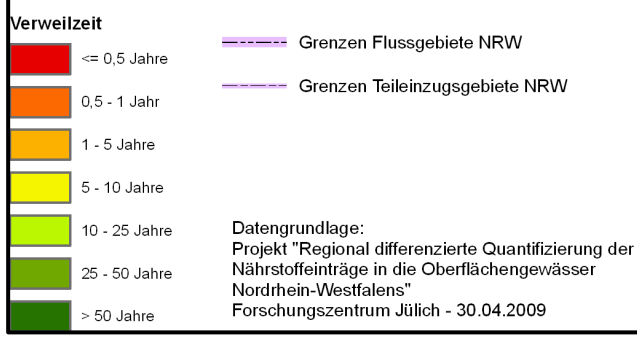 Verweilzeit
<= 0,5 Jahre
0,5 - 1 Jahr
1 - 5 Jahre
5 - 10 Jahre
10 - 25 Jahre
25 - 50 Jahre
> 50 Jahre
Grenzen Flussgebiete NRW
Grenzen Teileinzugsgebiete NRW
Datengrundlage:
Projekt "Regional differenzierte Quantifizierung der
Nährstoffeinträge in die Oberflächengewässer
Nordrhein-Westfalens"
Forschungszentrum Jülich - 30.04.2009